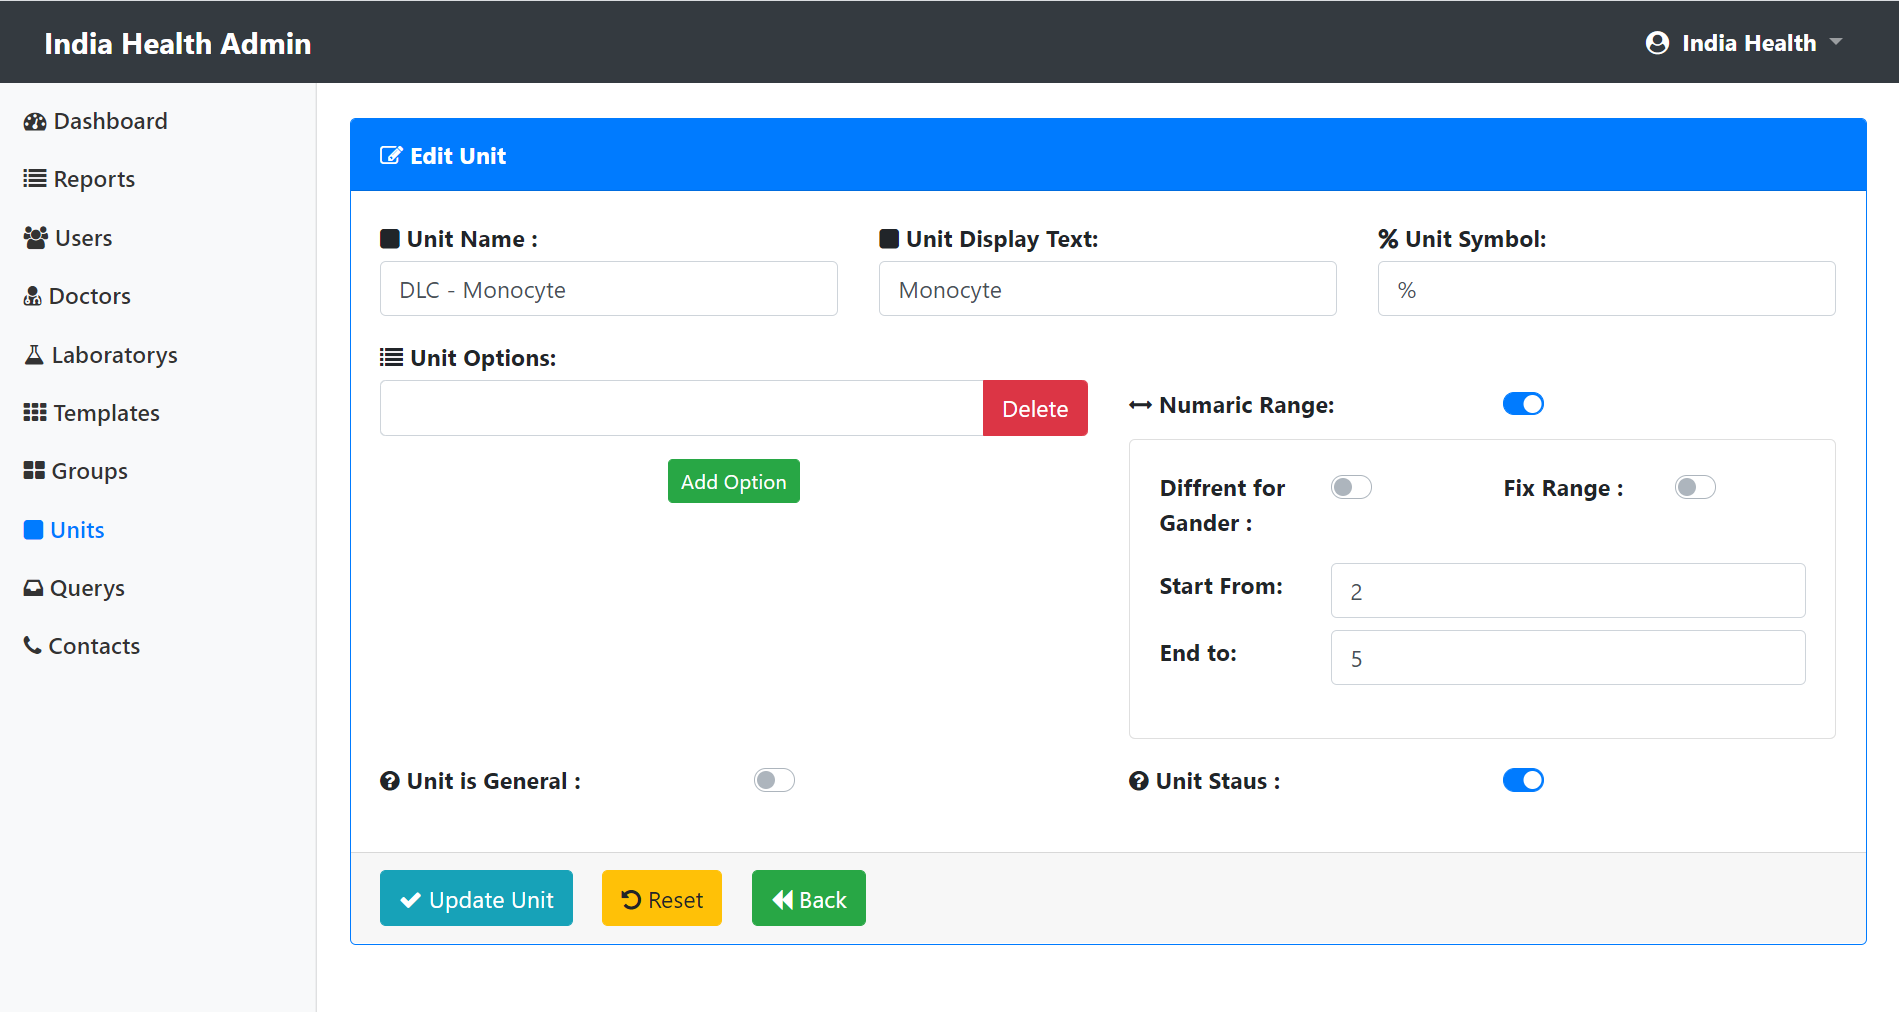 India Health Admin
India Health
Dashboard
Reports
Users
Doctors
Laboratorys
Templates
Groups
Units
Querys
Contacts
Edit Unit
Unit Name :
Unit Display Text:
% Unit Symbol:
DLC - Monocyte
Monocyte
%
Unit Options:
Delete
Add Option
Numaric Range:
Diffrent for
Gander :
Fix Range :
Start From:
2
End to:
5
Unit is General :
Unit Staus :
Update Unit
Reset
Back